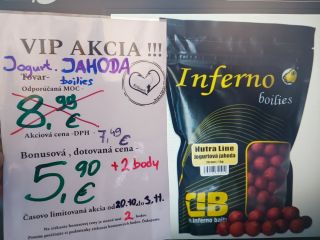 VIP AKCIA !!!
Jogurt. JAHODA
Tovar- boilies
Odporúčaná MOC -
8,99 €
Akciová cena -DPH - 7,49 €
Bonusová , dotovaná cena -
5,90 € +2 body
Časovo limitovaná akcia od 20.10 do 3.11.
Inferno
boilies
Nutra Line
Jogurtová jahoda
IB
inferno baits